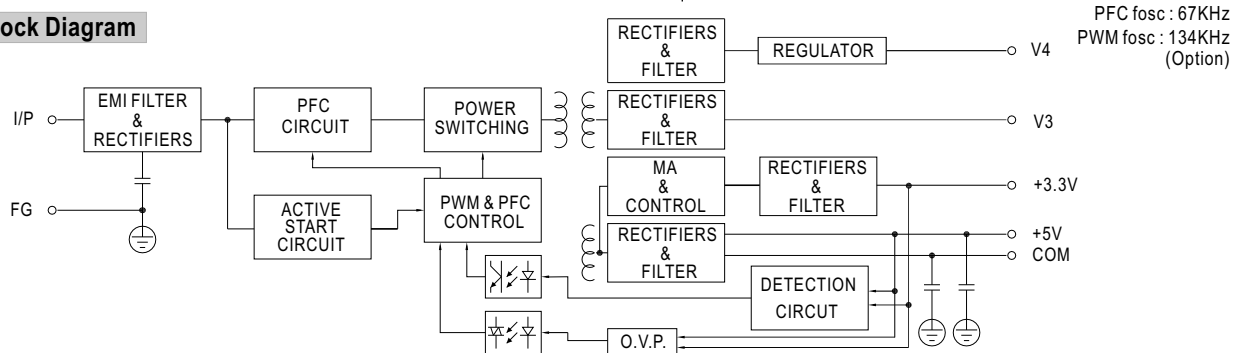 ock Diagram
PFC fosc : 67KHz
PWM fosc : 134KHz
(Option)
RECTIFIERS
&
FILTER
REGULATOR
V4
I/P
EMI FILTER
&
RECTIFIERS
PFC
CIRCUIT
POWER
SWITCHING
RECTIFIERS
&
FILTER
V3
MA
&
CONTROL
RECTIFIERS
&
FILTER
+3.3V
FG
ACTIVE
START
CIRCUIT
PWM & PFC
CONTROL
RECTIFIERS
&
FILTER
+5V
COM
DETECTION
CIRCUT
O.V.P.